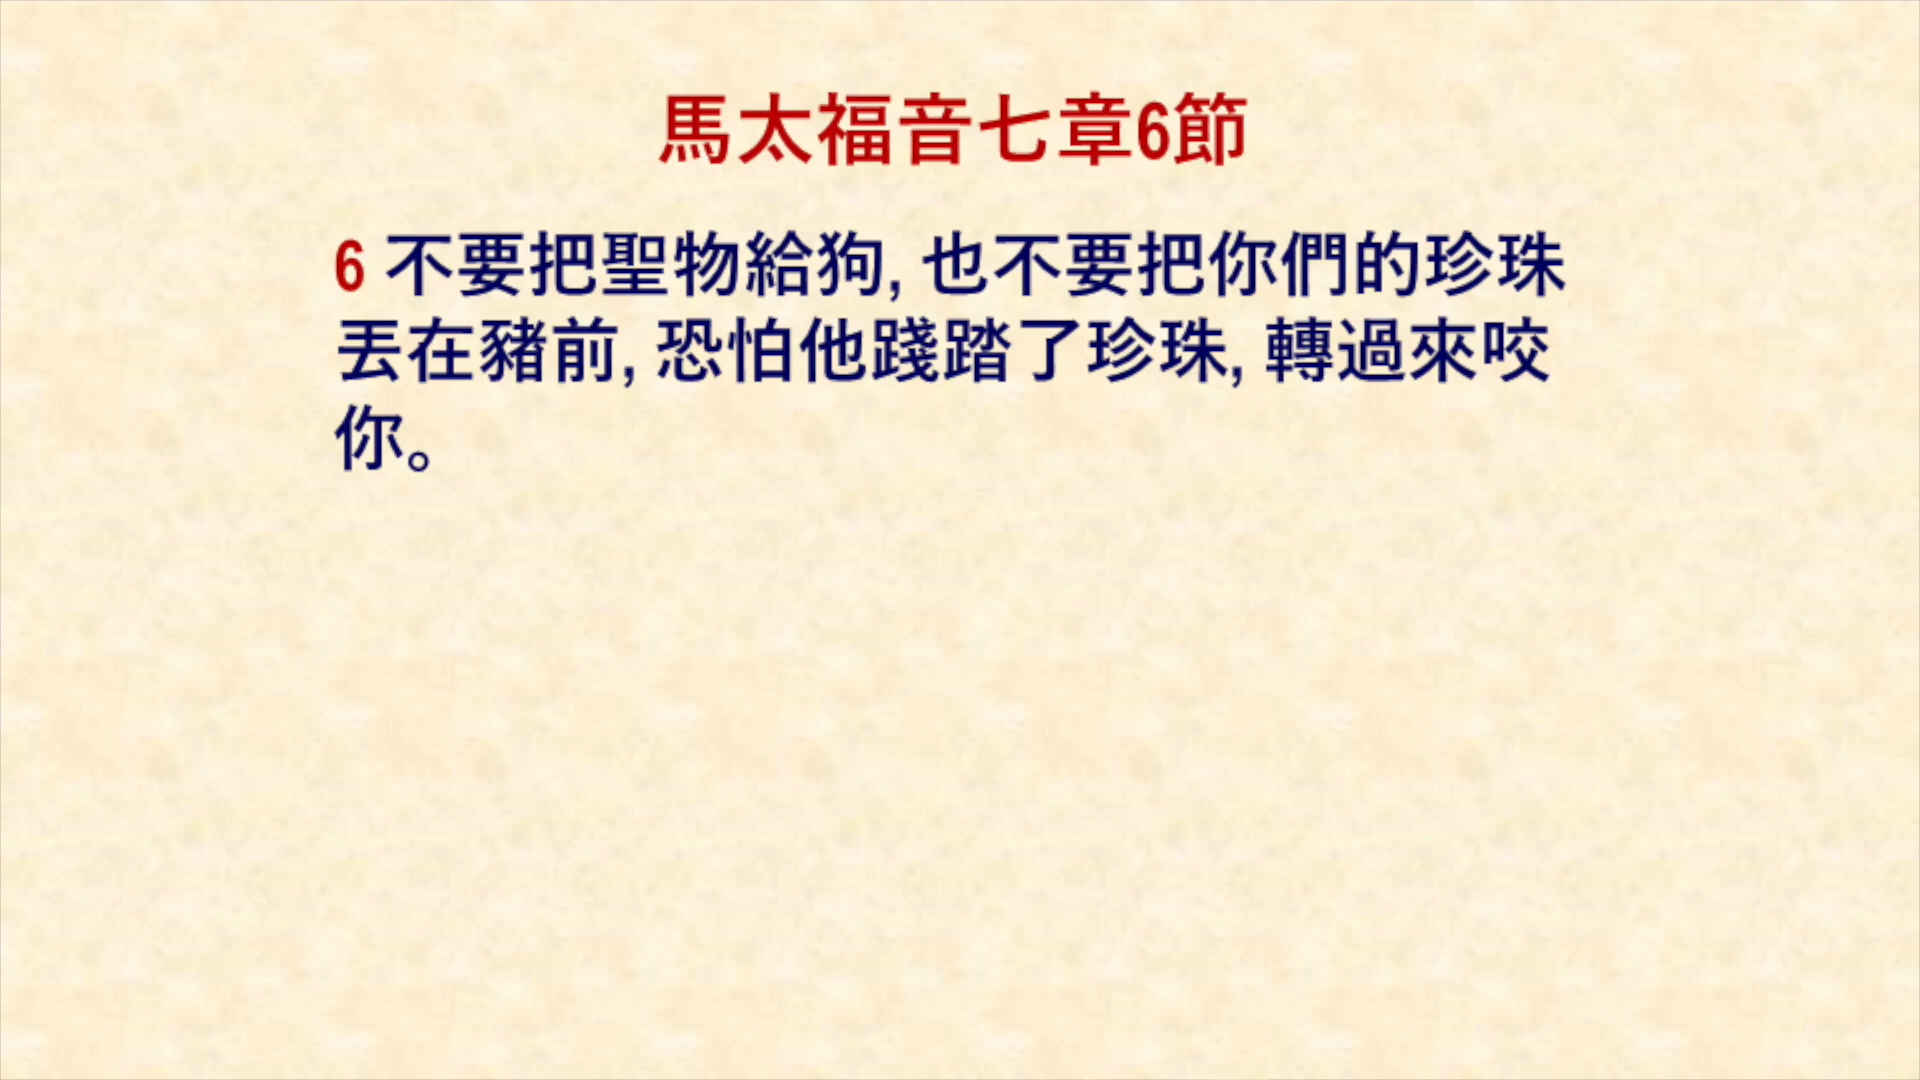 馬太福音七章6節
6 不要把聖物給狗, 也不要把你們的珍珠
丟在豬前, 恐怕他踐踏了珍珠, 轉過來咬
你。